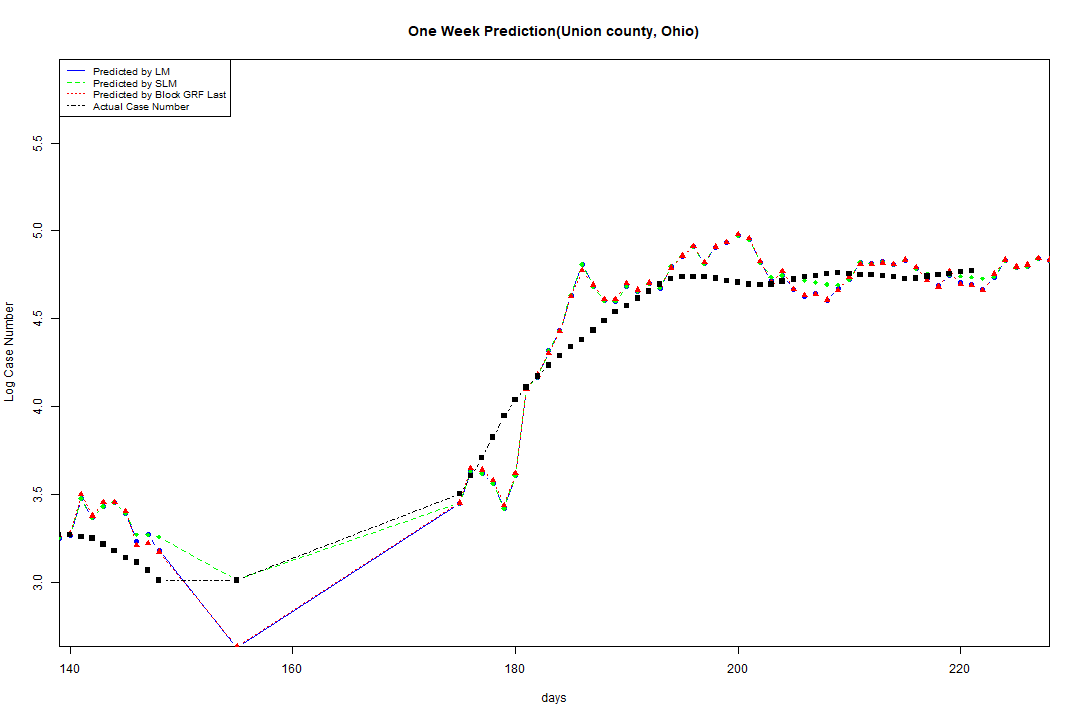 One Week Prediction(Union county, Ohio)
Predicted by LM
Predicted by SLM
Predicted by Block GRF Last
Actual Case Number
5.5
5.0
4.5
4.0
3.5
3.0
Log Case Number
140 160 180 200 220
days